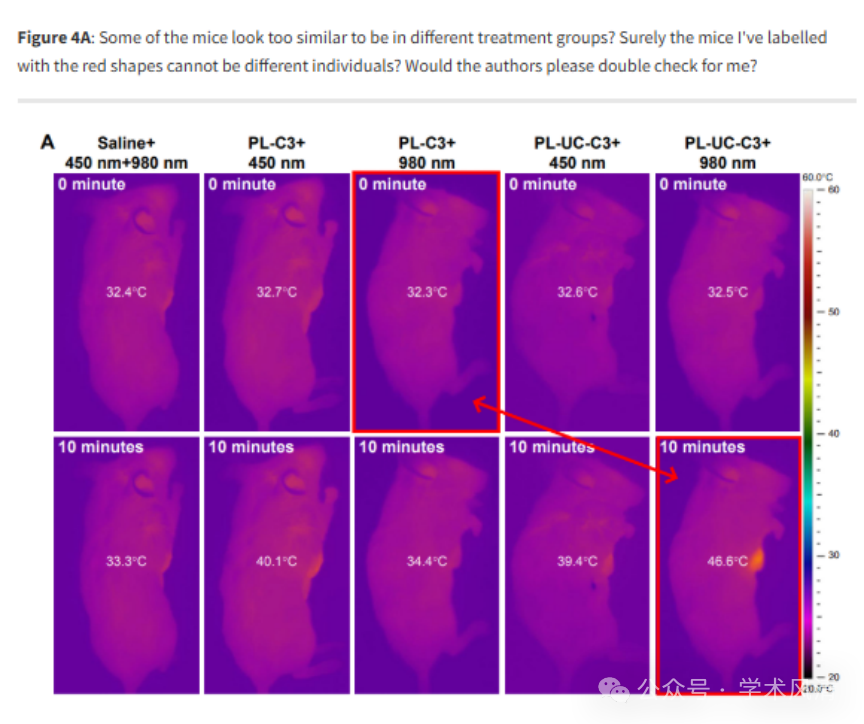 Figure 4A: Some of the mice look too similar to be in different treatment groups? Surely the mice I've labelled
with the red shapes cannot be different individuals? Would the authors please double check for me?
A
Saline+
450 nm+980 nm
PL-C3+
450 nm
PL-C3+
980 nm
PL-UC-C3+
450 nm
PL-UC-C3+
980 nm
0 minute
0 minute
0 minute
0 minute
0 minute
32.4°C
32.7°C
32.3°C
32.6°C
32.5°C
10 minutes
10 minutes
10 minutes
10 minutes
10 minutes
33.3°C
40.1°C
34.4°C
39.4°C
46.6°C
60.0°C
60
50
40
30
20
20.0°C
公众号 · 学术风